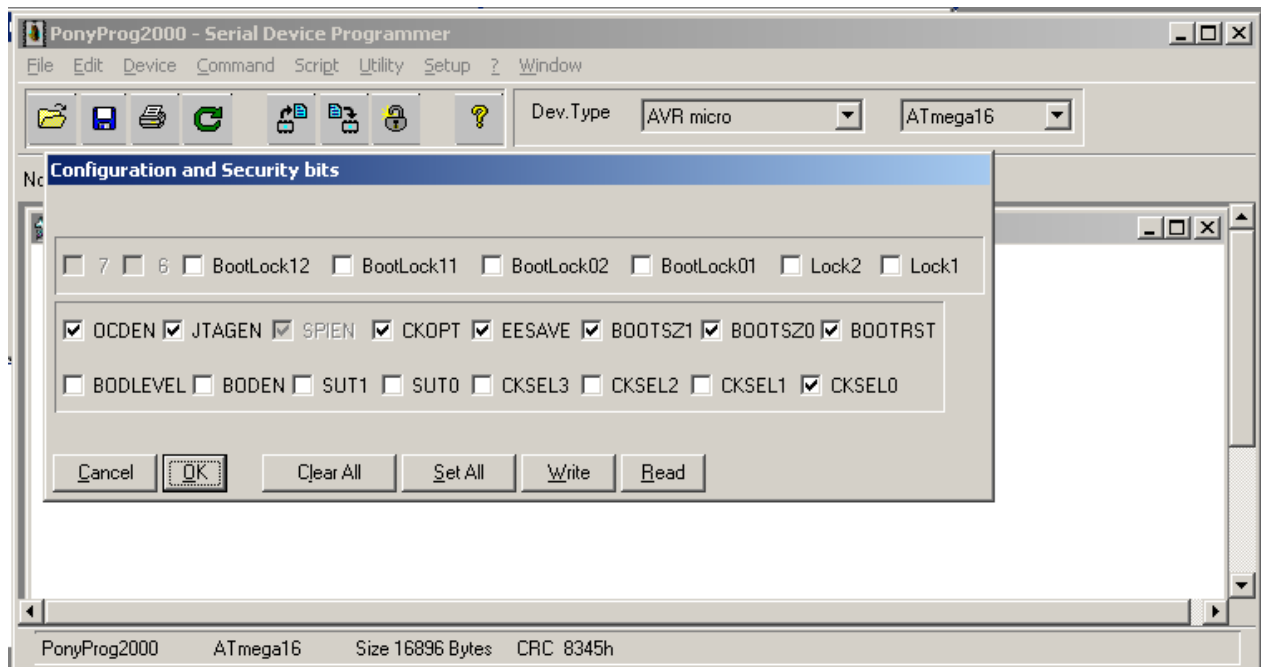 PonyProg2000 - Serial Device Programmer
File Edit Device Command Script Utility Setup ? Window
Dev.Type AVR micro ATmega16
Configuration and Security bits
No
7 6 BootLock12 BootLock11 BootLock02 BootLock01 Lock2 Lock1
OCDEN JTAGEN SPIEN CKOPT EESAVE BOOTSZ1 BOOTSZ0 BOOTRST
BODLEVEL BODEN SUT1 SUT0 CKSEL3 CKSEL2 CKSEL1 CKSEL0
Cancel OK Clear All Set All Write Read
PonyProg2000 ATmega16 Size 16896 Bytes CRC 8345h